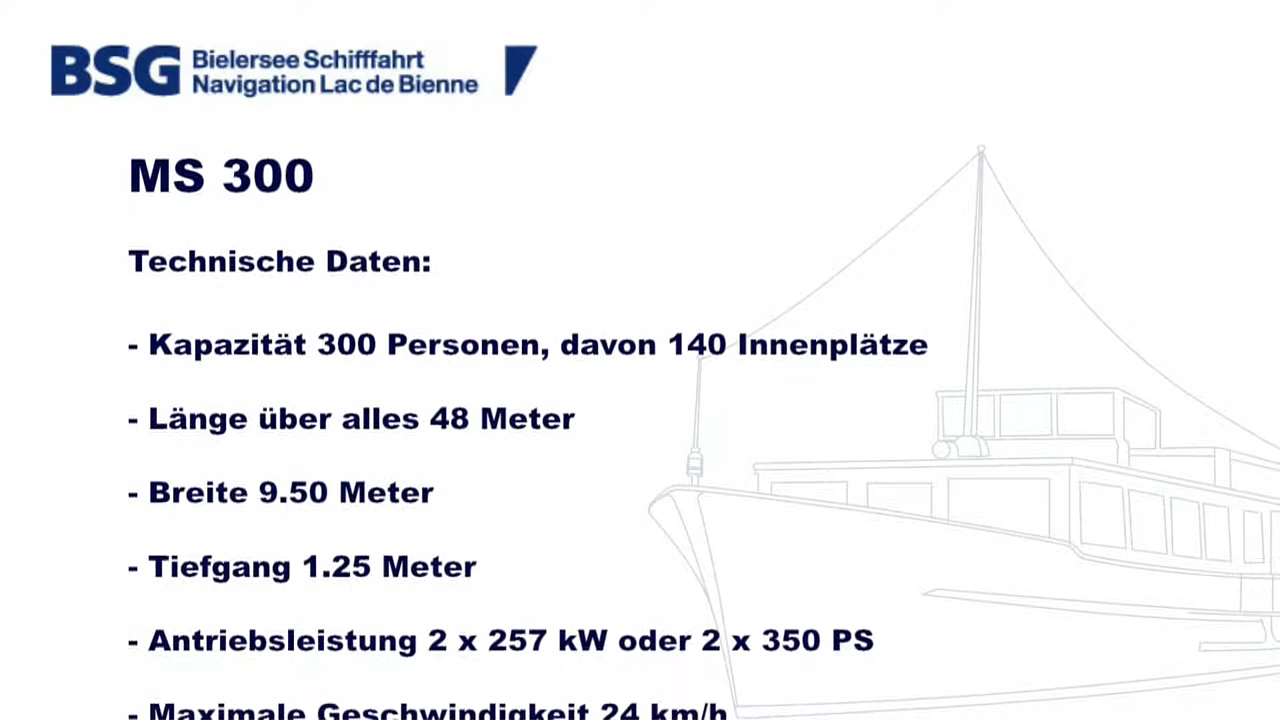 BSG Bielersee Schifffahrt
Navigation Lac de Bienne
MS 300
Technische Daten:
- Kapazität 300 Personen, davon 140 Innenplätze
- Länge über alles 48 Meter
- Breite 9.50 Meter
- Tiefgang 1.25 Meter
- Antriebsleistung 2 x 257 kW oder 2 x 350 PS
- Maximale Geschwindigkeit 24 km/h